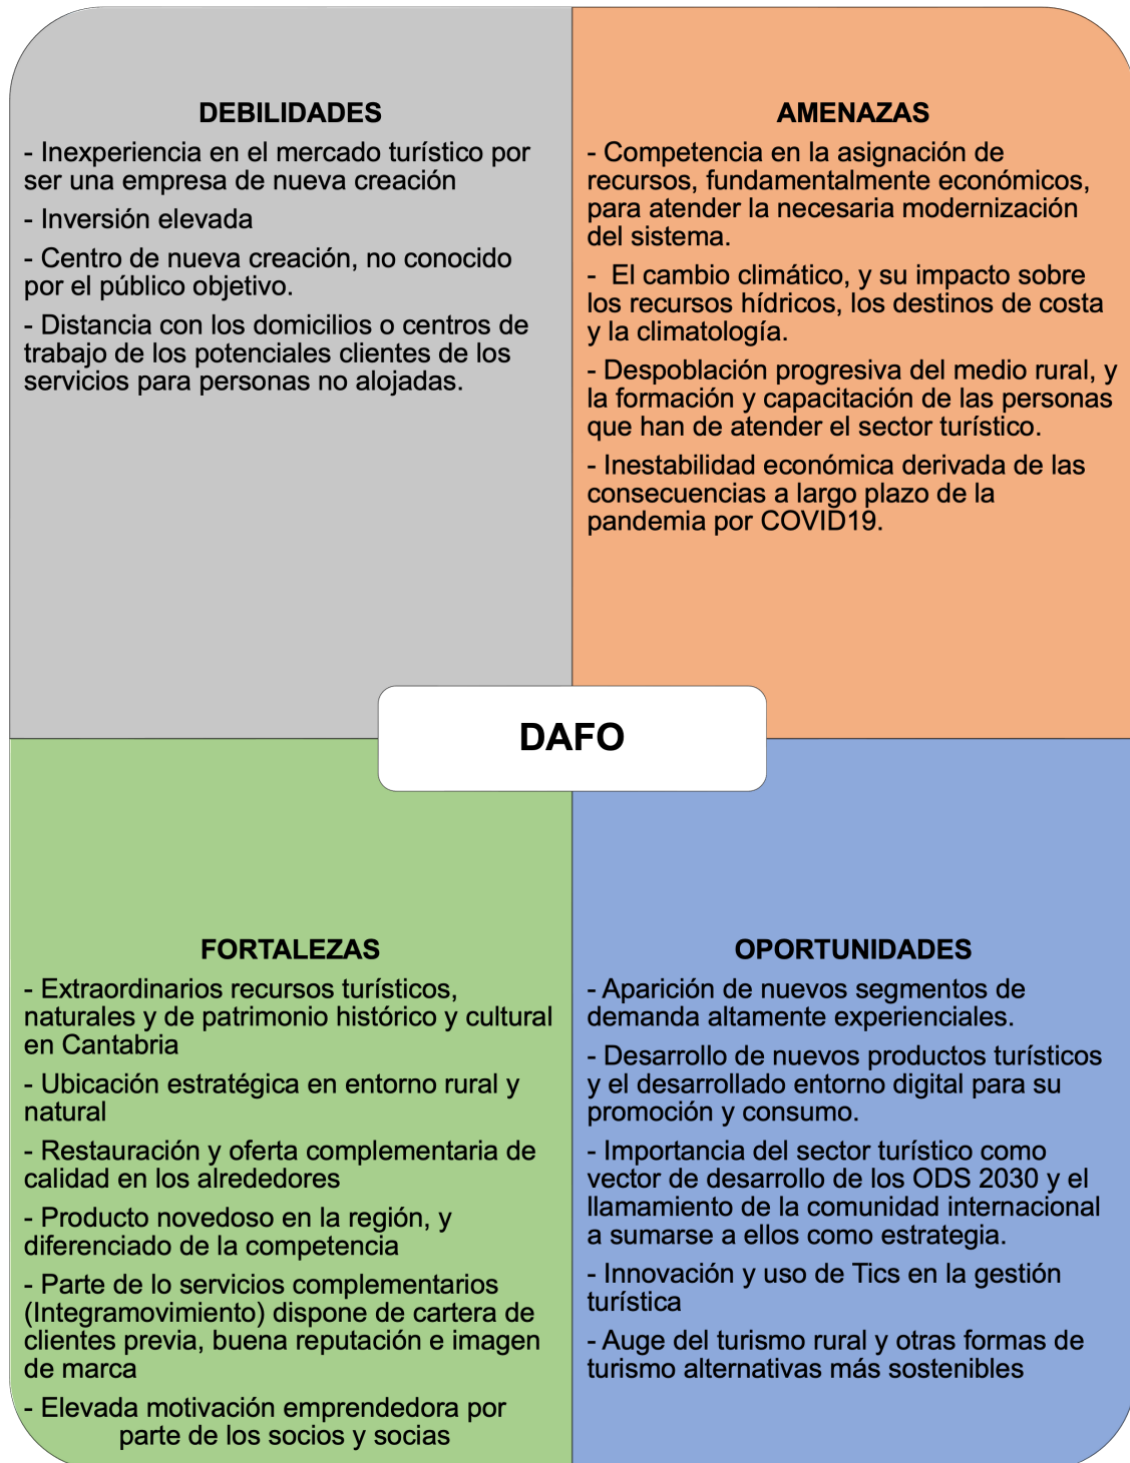 DEBILIDADES
- Inexperiencia en el mercado turístico por
ser una empresa de nueva creación
- Inversión elevada
- Centro de nueva creación, no conocido
por el público objetivo.
- Distancia con los domicilios o centros de
trabajo de los potenciales clientes de los
servicios para personas no alojadas.
AMENAZAS
- Competencia en la asignación de
recursos, fundamentalmente económicos,
para atender la necesaria modernización
del sistema.
- El cambio climático, y su impacto sobre
los recursos hídricos, los destinos de costa
y la climatología.
- Despoblación progresiva del medio rural, y
la formación y capacitación de las personas
que han de atender el sector turístico.
- Inestabilidad económica derivada de las
consecuencias a largo plazo de la
pandemia por COVID19.
DAFO
FORTALEZAS
- Extraordinarios recursos turísticos,
naturales y de patrimonio histórico y cultural
en Cantabria
- Ubicación estratégica en entorno rural y
natural
- Restauración y oferta complementaria de
calidad en los alrededores
- Producto novedoso en la región, y
diferenciado de la competencia
- Parte de lo servicios complementarios
(Integramovimiento) dispone de cartera de
clientes previa, buena reputación e imagen
de marca
- Elevada motivación emprendedora por
parte de los socios y socias
OPORTUNIDADES
- Aparición de nuevos segmentos de
demanda altamente experienciales.
- Desarrollo de nuevos productos turísticos
y el desarrollado entorno digital para su
promoción y consumo.
- Importancia del sector turístico como
vector de desarrollo de los ODS 2030 y el
llamamiento de la comunidad internacional
a sumarse a ellos como estrategia.
- Innovación y uso de Tics en la gestión
turística
- Auge del turismo rural y otras formas de
turismo alternativas más sostenibles